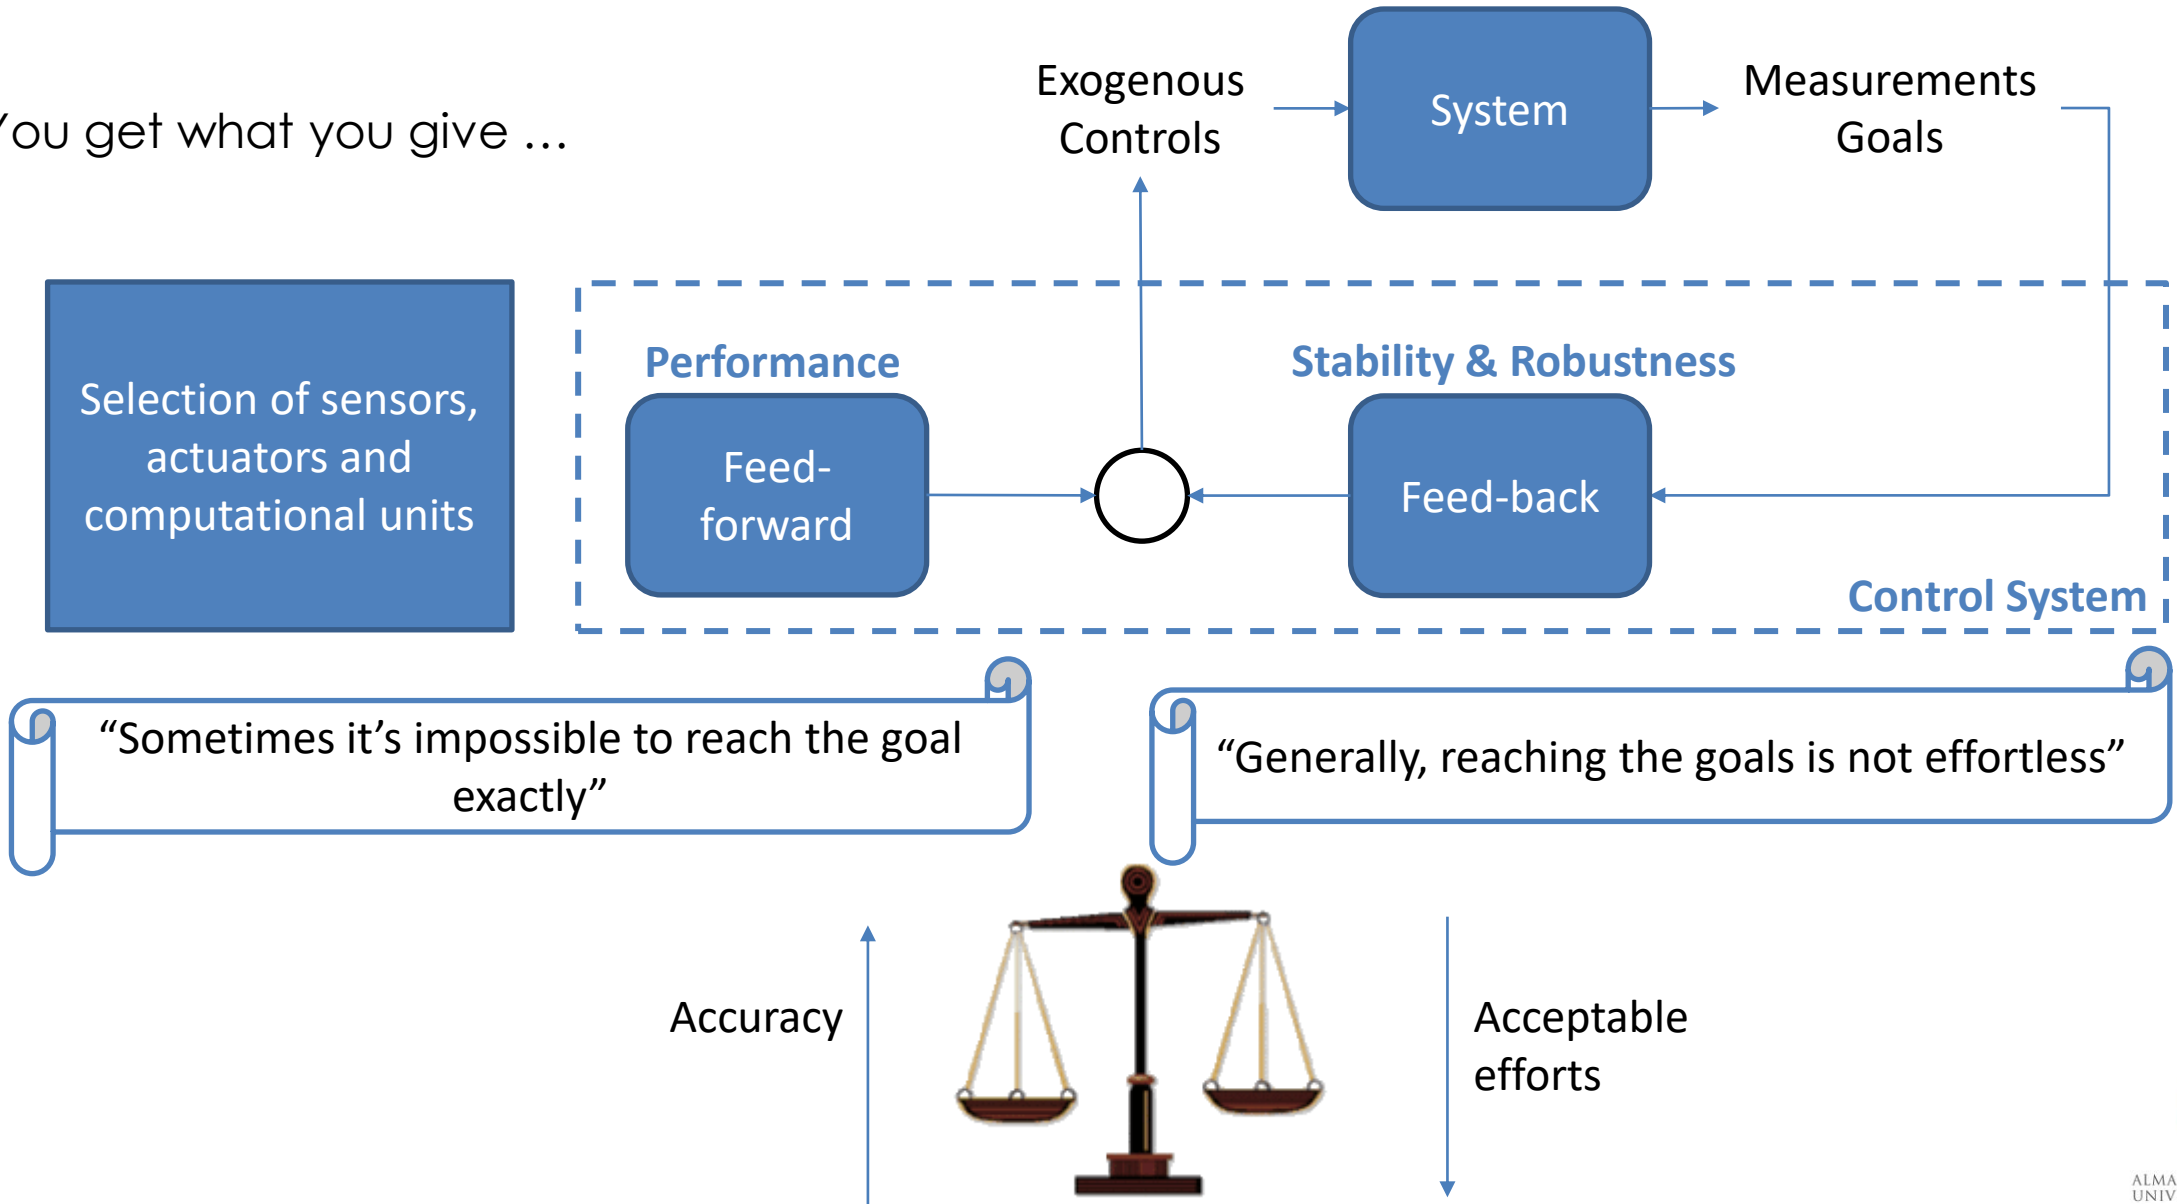 You get what you give ...
Exogenous
Controls
System
Measurements
Goals
Selection of sensors,
actuators and
computational units
Performance
Feed-
forward
Stability & Robustness
Feed-back
Control System
“Sometimes it’s impossible to reach the goal
exactly”
“Generally, reaching the goals is not effortless”
Accuracy
Acceptable
efforts
ALMA
UNIV